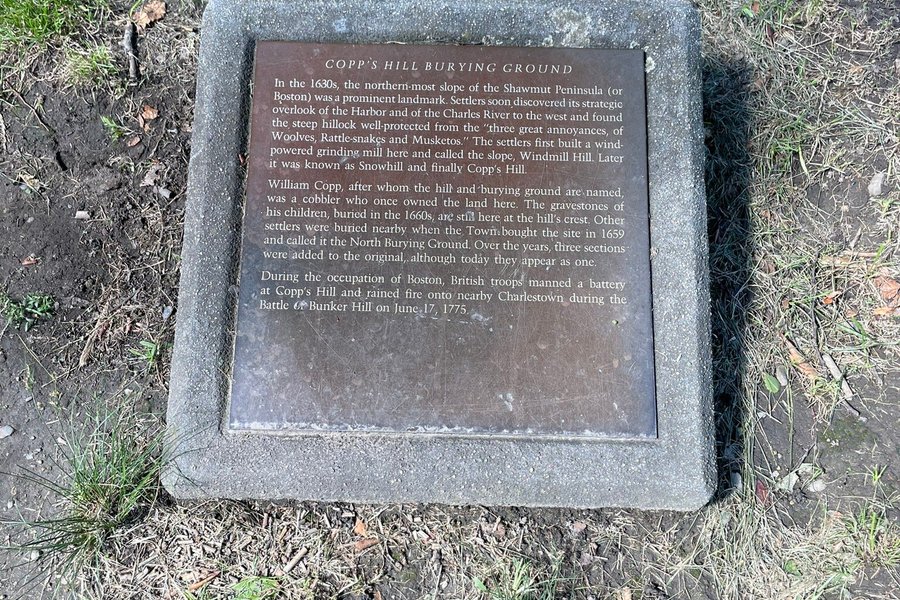 COPP'S HILL BURYING GROUND
In the 1630s, the northern-most slope of the Shawmut Peninsula (or
Boston) was a prominent landmark. Settlers soon discovered its strategic
overlook of the Harbor and of the Charles River to the west and found
the steep hillock well-protected from the "three great annoyances, of
Woolves, Rattle-snakes and Musketos." The settlers first built a wind-
powered grinding mill here and called the slope, Windmill Hill. Later
it was known as Snowhill and finally Copp's Hill.
William Copp, after whom the hill and burying ground are named,
was a cobbler who once owned the land here. The gravestones of
his children, buried in the 1660s, are still here at the hill's crest. Other
settlers were buried nearby when the Town bought the site in 1659
and called it the North Burying Ground. Over the years, three sections
were added to the original, although today they appear as one.
During the occupation of Boston, British troops manned a battery
at Copp's Hill and rained fire onto nearby Charlestown during the
Battle of Bunker Hill on June 17, 1775.